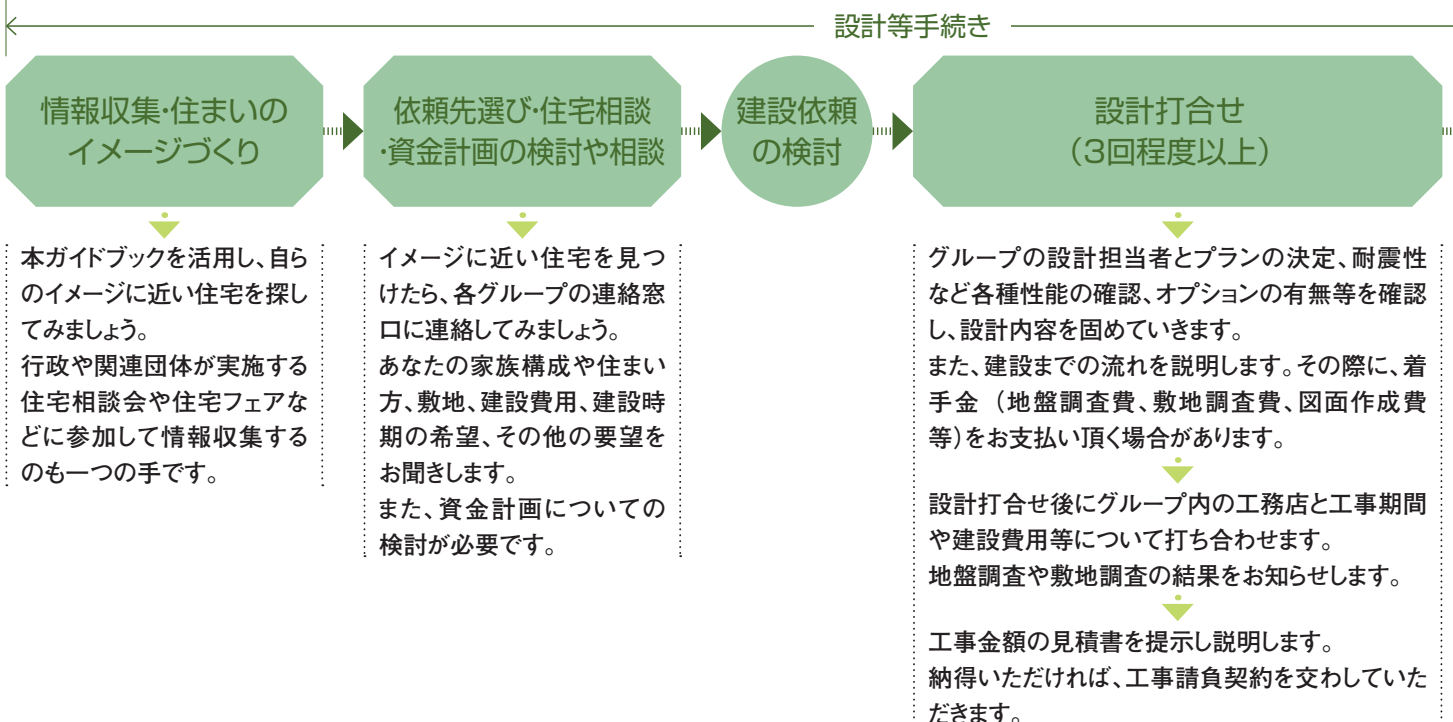 設計等手続き
情報収集・住まいの
イメージづくり
依頼先選び・住宅相談
・資金計画の検討や相談
建設依頼
の検討
設計打合せ
（3回程度以上）
本ガイドブックを活用し、自ら
のイメージに近い住宅を探し
てみましょう。
行政や関連団体が実施する
住宅相談会や住宅フェアな
どに参加して情報収集する
のも一つの手です。
イメージに近い住宅を見つ
けたら、各グループの連絡窓
口に連絡してみましょう。
あなたの家族構成や住まい
方、敷地、建設費用、建設時
期の希望、その他の要望を
お聞きします。
また、資金計画についての
検討が必要です。
グループの設計担当者とプランの決定、耐震性
など各種性能の確認、オプションの有無等を確認
し、設計内容を固めていきます。
また、建設までの流れを説明します。その際に、着
手金（地盤調査費、敷地調査費、図面作成費
等）をお支払い頂く場合があります。
設計打合せ後にグループ内の工務店と工事期間
や建設費用等について打ち合わせます。
地盤調査や敷地調査の結果をお知らせします。
工事金額の見積書を提示し説明します。
納得いただければ、工事請負契約を交わしていた
だきます。